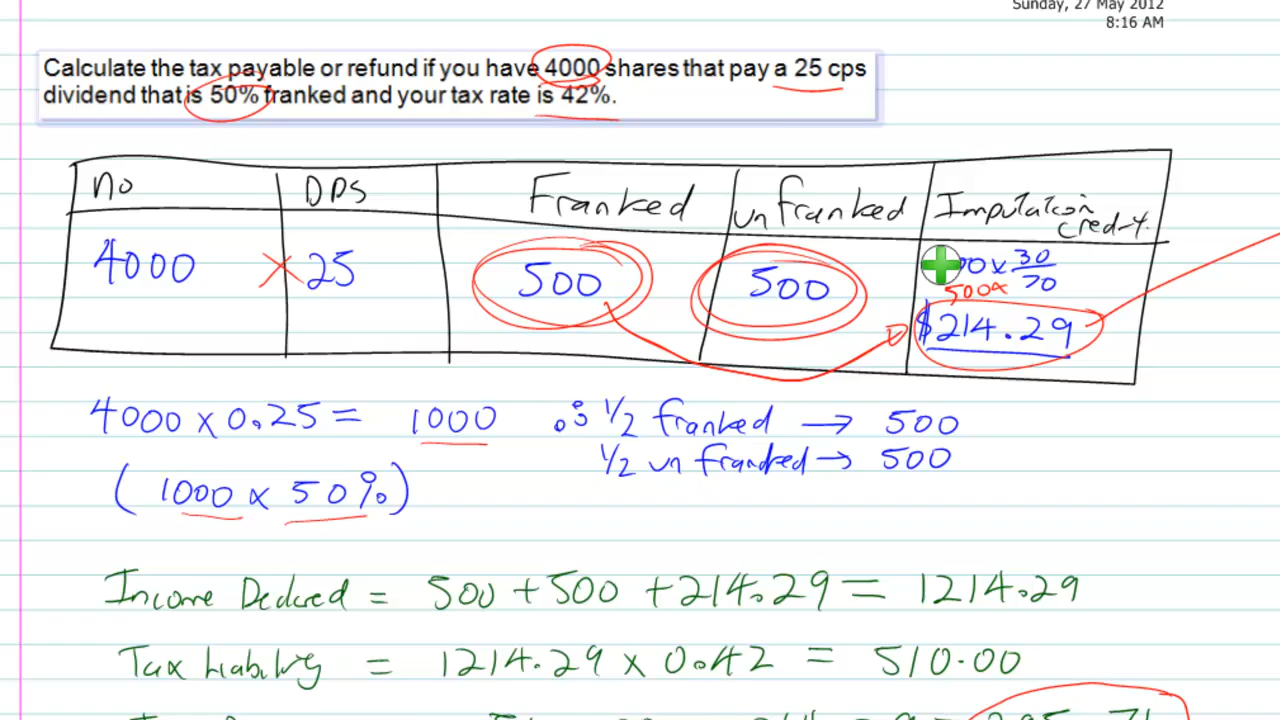 Sunday, 27 May 2012
8:16 AM
Calculate the tax payable or refund if you have 4000 shares that pay a 25 cps
dividend that is 50% franked and your tax rate is 42%.
no DPS Franked unfranked Imputation credit.
4000 × 25 500 500 00 × 30/70
500×
$214.29
4000 × 0.25 = 1000 ∴ 1/2 franked → 500
1/2 unfranked → 500
(1000 × 50%)
Income Declared = 500 + 500 + 214.29 = 1214.29
Tax liability = 1214.29 × 0.42 = 510.00